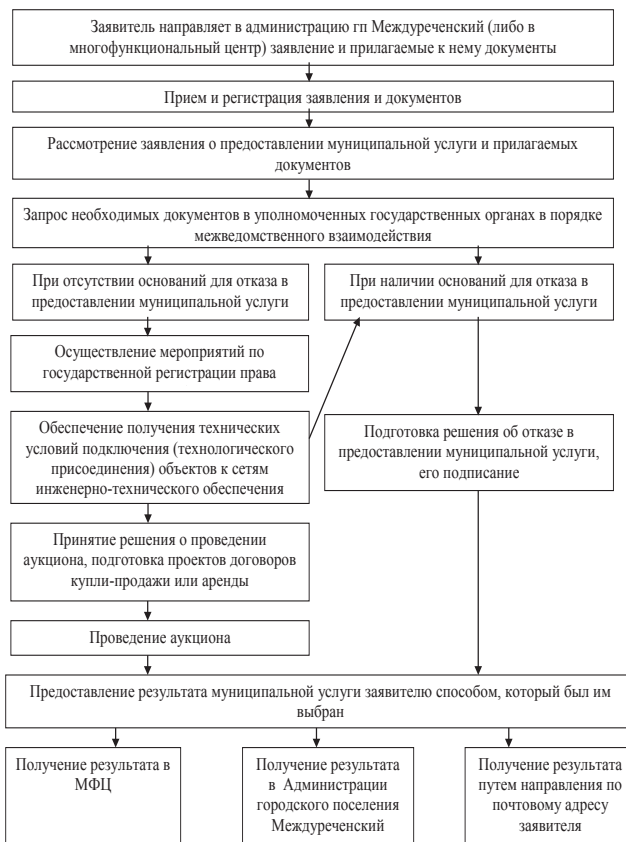 Заявитель направляет в администрацию гп Междуреченский (либо в
многофункциональный центр) заявление и прилагаемые к нему документы
Прием и регистрация заявления и документов
Рассмотрение заявления о предоставлении муниципальной услуги и прилагаемых
документов
Запрос необходимых документов в уполномоченных государственных органах в порядке
межведомственного взаимодействия
При отсутствии оснований для отказа в
предоставлении муниципальной услуги
При наличии оснований для отказа в
предоставлении муниципальной услуги
Осуществление мероприятий по
государственной регистрации права
Обеспечение получения технических
условий подключения (технологического
присоединения) объектов к сетям
инженерно-технического обеспечения
Подготовка решения об отказе в
предоставлении муниципальной услуги,
его подписание
Принятие решения о проведении
аукциона, подготовка проектов договоров
купли-продажи или аренды
Проведение аукциона
Предоставление результата муниципальной услуги заявителю способом, который был им
выбран
Получение результата в
МФЦ
Получение результата
в Администрации
городского поселения
Междуреченский
Получение результата
путем направления по
почтовому адресу
заявителя